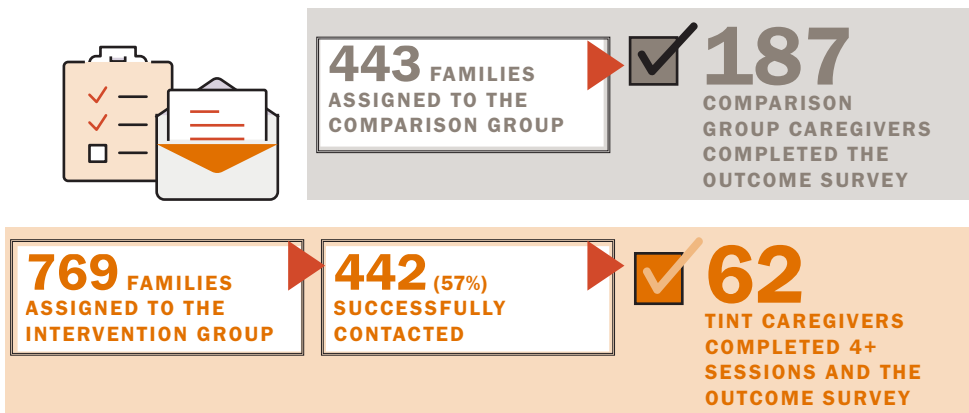 443 FAMILIES
ASSIGNED TO THE
COMPARISON GROUP
187
COMPARISON
GROUP CAREGIVERS
COMPLETED THE
OUTCOME SURVEY
769 FAMILIES
ASSIGNED TO THE
INTERVENTION GROUP
442 (57%)
SUCCESSFULLY
CONTACTED
62
TINT CAREGIVERS
COMPLETED 4+
SESSIONS AND THE
OUTCOME SURVEY